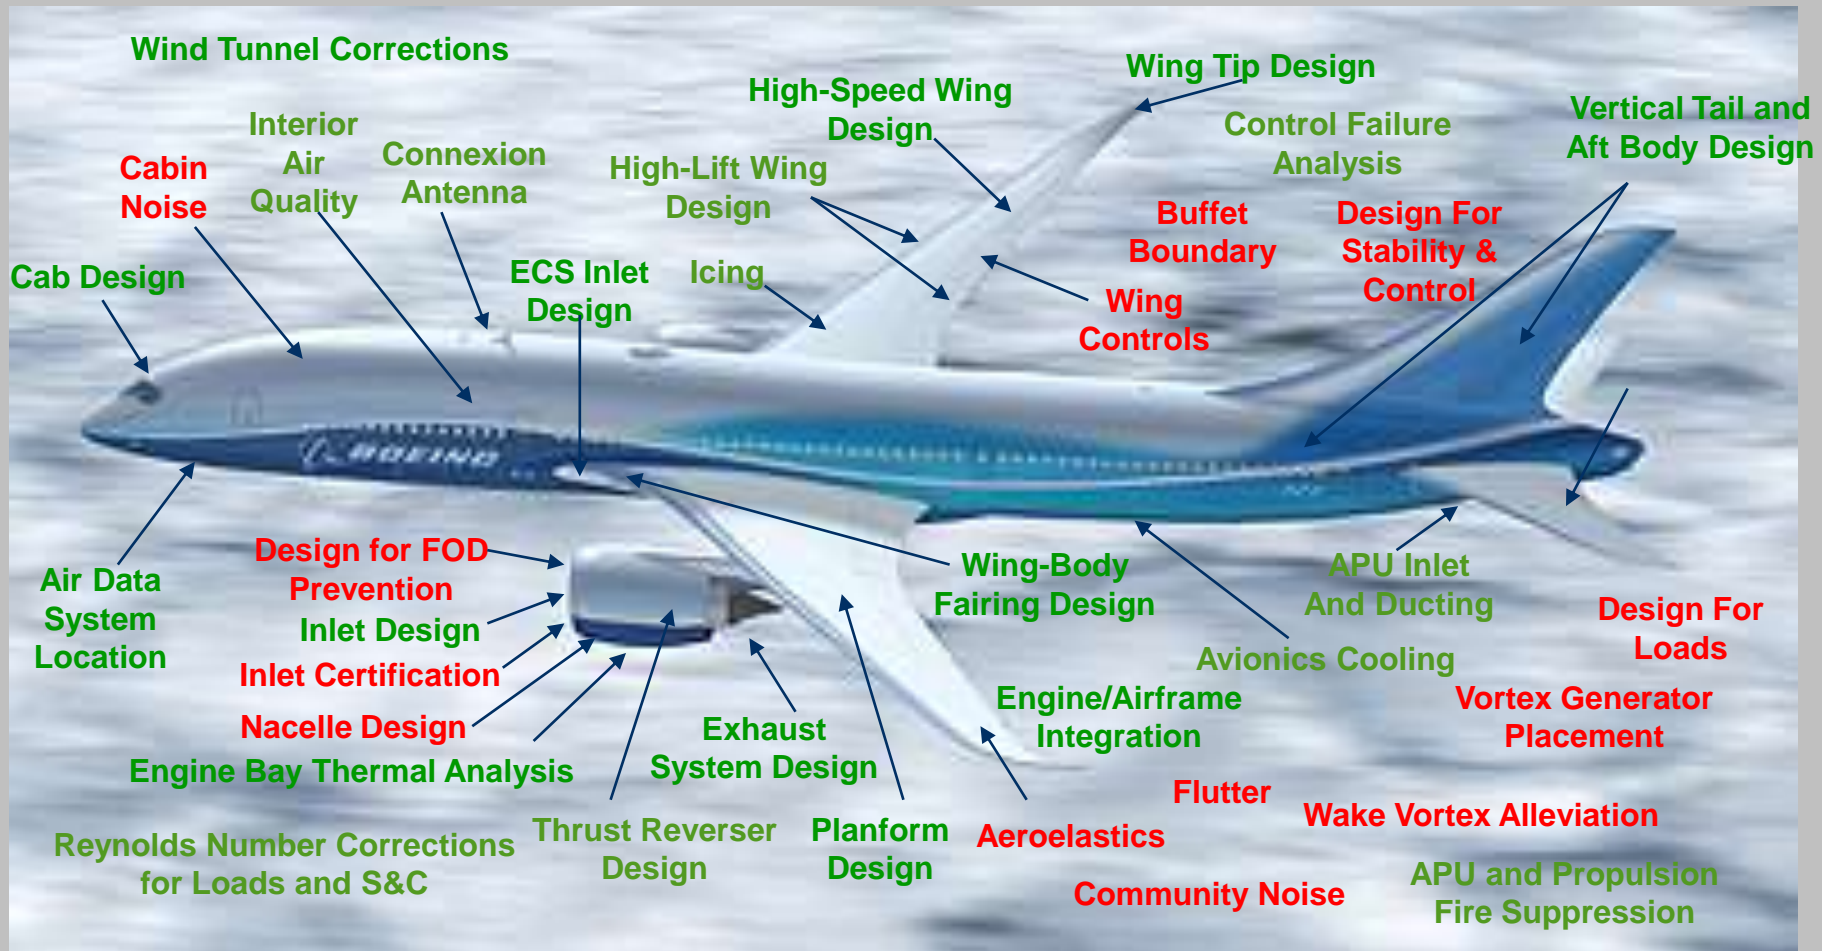 Wind Tunnel Corrections
Wing Tip Design
High-Speed Wing
Design
Vertical Tail and
Aft Body Design
Interior
Air
Quality
Control Failure
Analysis
Connexion
Antenna
Cabin
Noise
High-Lift Wing
Design
Buffet
Boundary
Design For
Stability &
Control
Cab Design
ECS Inlet
Design
Icing
Wing
Controls
BOEING
Design for FOD
Prevention
Wing-Body
Fairing Design
APU Inlet
And Ducting
Air Data
System
Location
Inlet Design
Design For
Loads
Inlet Certification
Avionics Cooling
Nacelle Design
Engine/Airframe
Integration
Vortex Generator
Placement
Exhaust
System Design
Engine Bay Thermal Analysis
Flutter
Wake Vortex Alleviation
Reynolds Number Corrections
for Loads and S&C
Thrust Reverser
Design
Planform
Design
Aeroelastics
Community Noise
APU and Propulsion
Fire Suppression